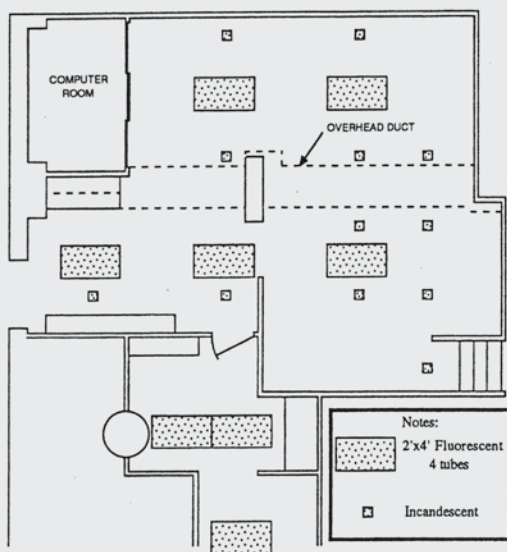 COMPUTER
ROOM
OVERHEAD DUCT
Notes:
2'x4' Fluorescent
4 tubes
Incandescent